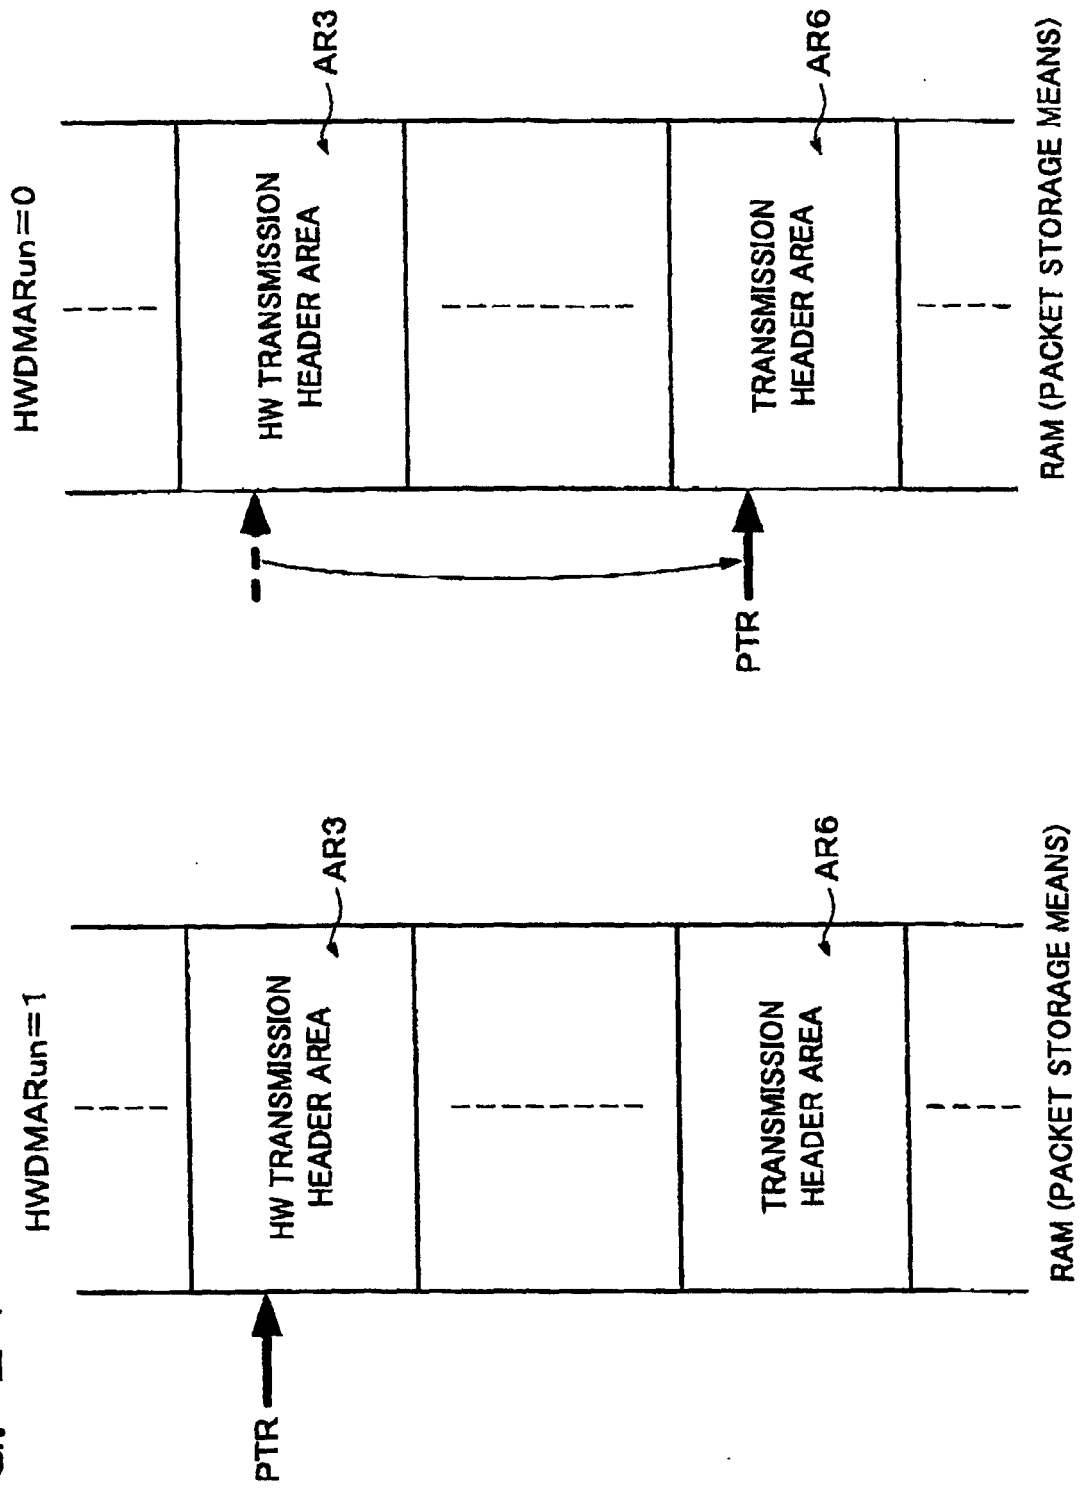 HWDMARun=1
HW TRANSMISSION
HEADER AREA
AR3
PTR
TRANSMISSION
HEADER AREA
AR6
RAM (PACKET STORAGE MEANS)
HWDMARun=0
HW TRANSMISSION
HEADER AREA
AR3
PTR
TRANSMISSION
HEADER AREA
AR6
RAM (PACKET STORAGE MEANS)